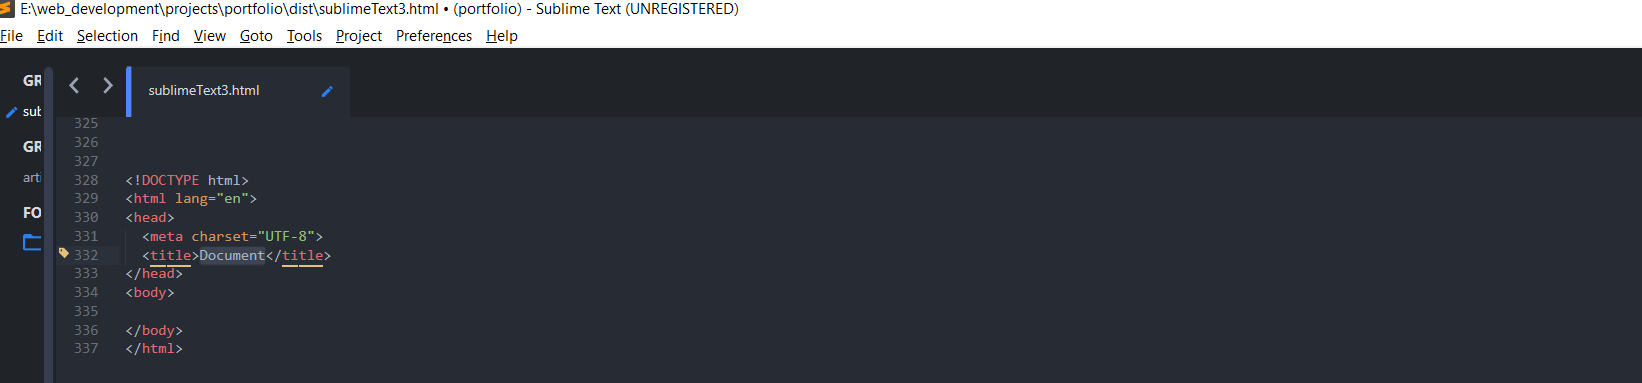 E:\web_development\projects\portfolio\dist\sublimeText3.html • (portfolio) - Sublime Text (UNREGISTERED)
File Edit Selection Find View Goto Tools Project Preferences Help
GR
sublimeText3.html
sub
325
326
GR
327
arti
328 <!DOCTYPE html>
329 <html lang="en">
FO
330 <head>
331 <meta charset="UTF-8">
332 <title>Document</title>
333 </head>
334 <body>
335
336 </body>
337 </html>